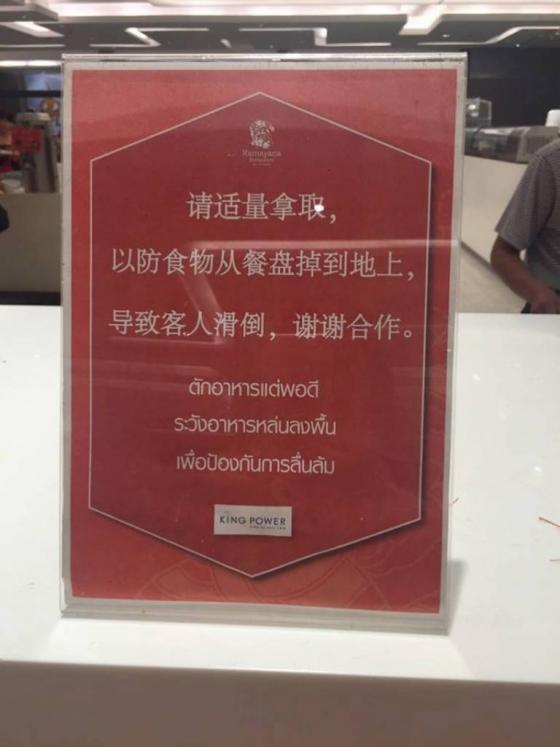 Ramayana
请适量拿取，
以防食物从餐盘掉到地上，
导致客人滑倒，谢谢合作。
ตักอาหารแต่พอดี
ระวังอาหารหล่นลงพื้น
เพื่อป้องกันการลื่นล้ม
KING POWER